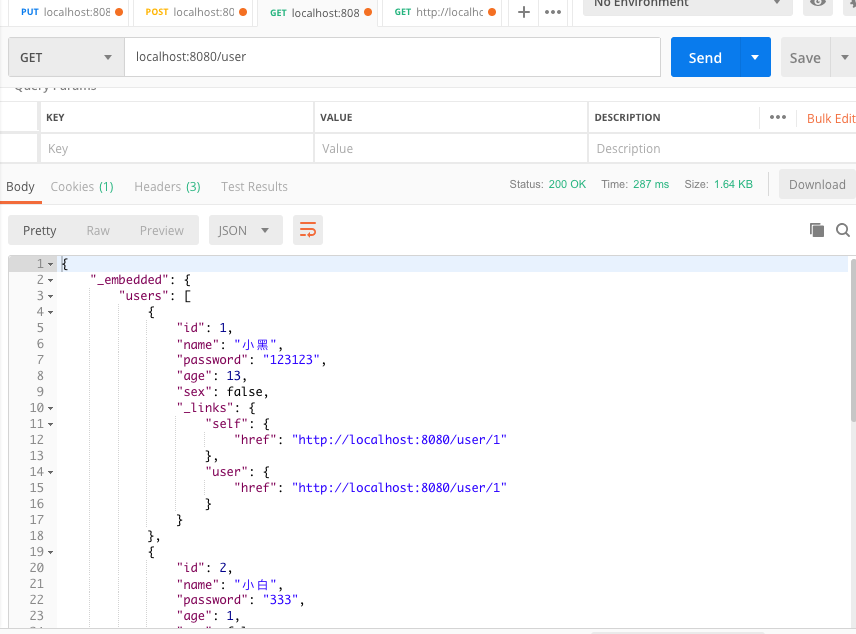 PUT localhost:808 POST localhost:80 GET localhost:808 GET http://localhc + ••• No Environment
GET localhost:8080/user Send Save
Query Params
KEY VALUE DESCRIPTION ••• Bulk Edit
Key Value Description
Body Cookies (1) Headers (3) Test Results Status: 200 OK Time: 287 ms Size: 1.64 KB Download
Pretty Raw Preview JSON
1 {
2 "_embedded": {
3 "users": [
4 {
5 "id": 1,
6 "name": "小黑",
7 "password": "123123",
8 "age": 13,
9 "sex": false,
10 "_links": {
11 "self": {
12 "href": "http://localhost:8080/user/1"
13 },
14 "user": {
15 "href": "http://localhost:8080/user/1"
16 }
17 }
18 },
19 {
20 "id": 2,
21 "name": "小白",
22 "password": "333",
23 "age": 1,